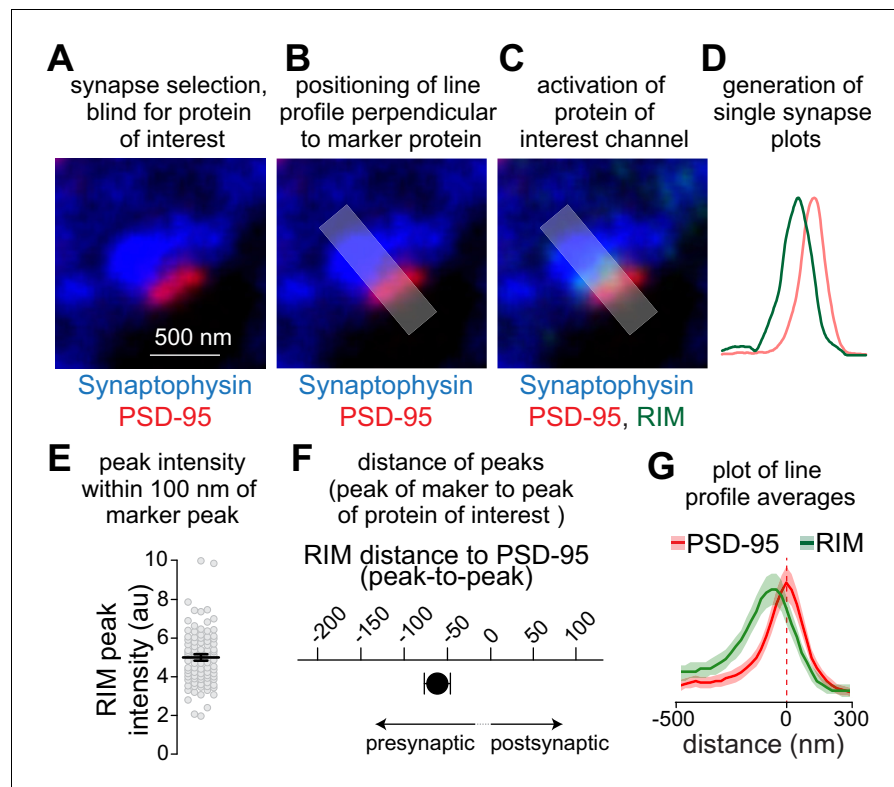 A
synapse selection,
blind for protein
of interest
500 nm
Synaptophysin
PSD-95
B
positioning of line
profile perpendicular
to marker protein
Synaptophysin
PSD-95
C
activation of
protein of
interest channel
Synaptophysin
PSD-95, RIM
D
generation of
single synapse
plots
E
peak intensity
within 100 nm of
marker peak
RIM peak
intensity (au)
10
8
6
4
2
0
F
distance of peaks
(peak of maker to peak
of protein of interest )
RIM distance to PSD-95
(peak-to-peak)
-200 -150 -100 -50 0 50 100
presynaptic postsynaptic
G
plot of line
profile averages
PSD-95 RIM
-500 0 300
distance (nm)